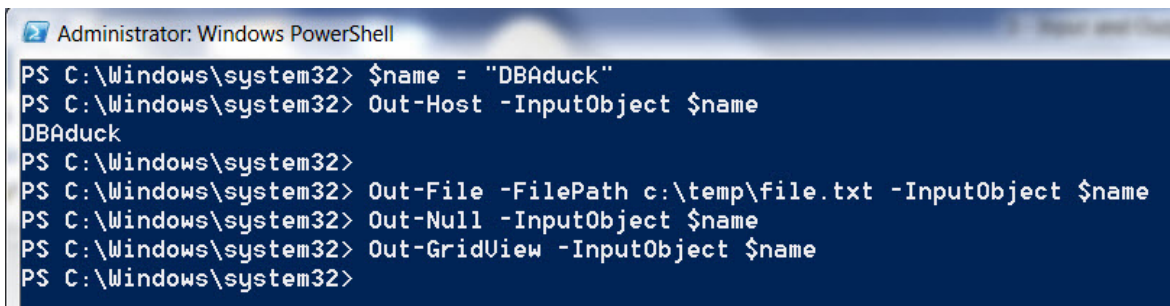 Administrator: Windows PowerShell
PS C:\Windows\system32> $name = "DBAduck"
PS C:\Windows\system32> Out-Host -InputObject $name
DBAduck
PS C:\Windows\system32>
PS C:\Windows\system32> Out-File -FilePath c:\temp\file.txt -InputObject $name
PS C:\Windows\system32> Out-Null -InputObject $name
PS C:\Windows\system32> Out-GridView -InputObject $name
PS C:\Windows\system32>